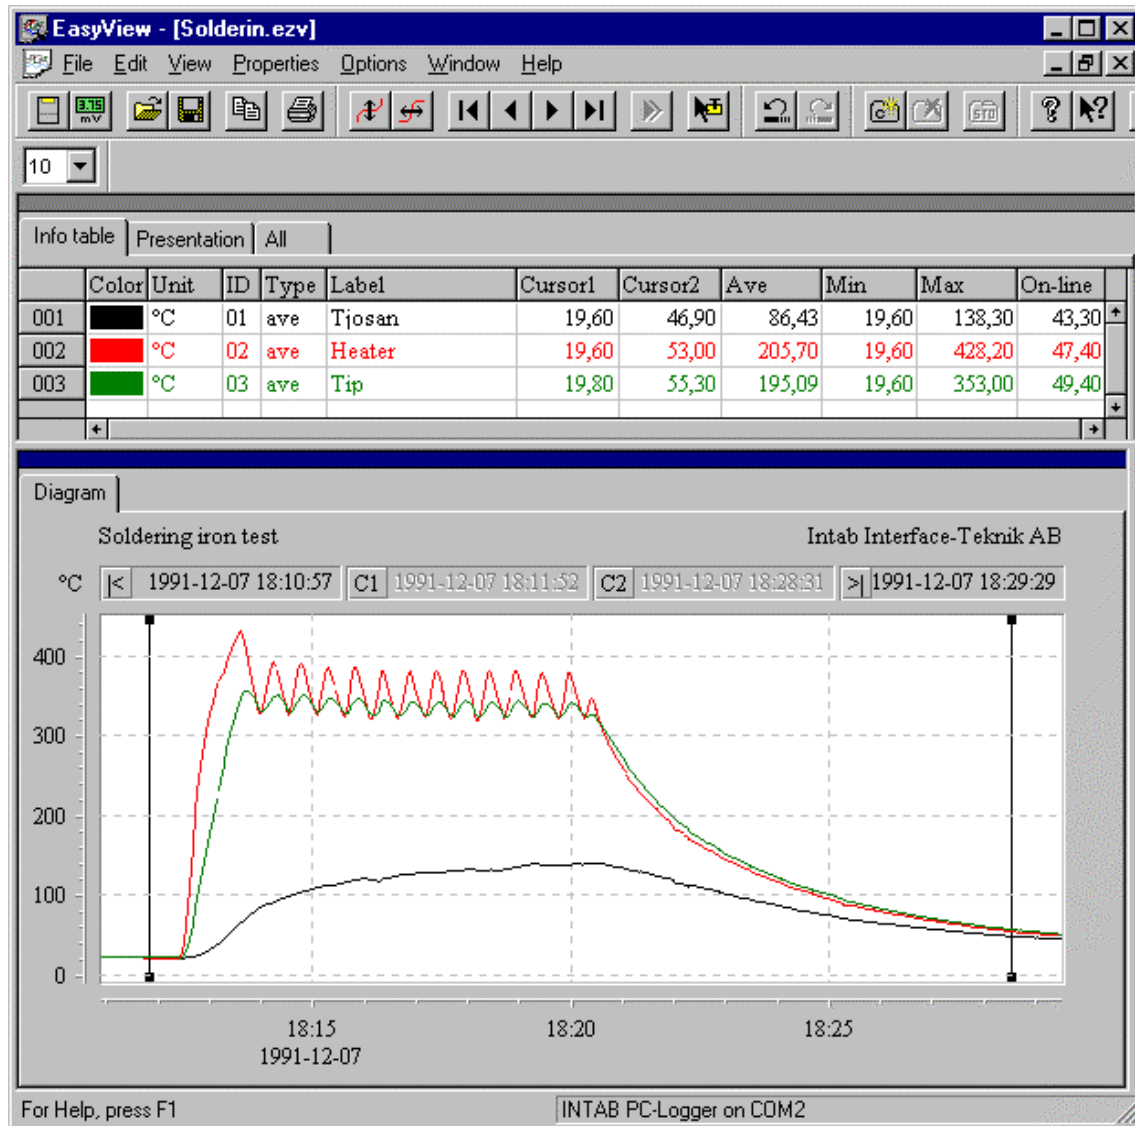 EasyView - [Solderin.ezv]
File Edit View Properties Options Window Help
3.15 mV STD
10
Info table Presentation All
Color Unit ID Type Label Cursor1 Cursor2 Ave Min Max On-line
001 °C 01 ave Tjosan 19,60 46,90 86,43 19,60 138,30 43,30
002 °C 02 ave Heater 19,60 53,00 205,70 19,60 428,20 47,40
003 °C 03 ave Tip 19,80 55,30 195,09 19,60 353,00 49,40
Diagram
Soldering iron test Intab Interface-Teknik AB
°C |< 1991-12-07 18:10:57 C1 1991-12-07 18:11:52 C2 1991-12-07 18:28:31 >| 1991-12-07 18:29:29
400
300
200
100
0
18:15 18:20 18:25
1991-12-07
For Help, press F1 INTAB PC-Logger on COM2